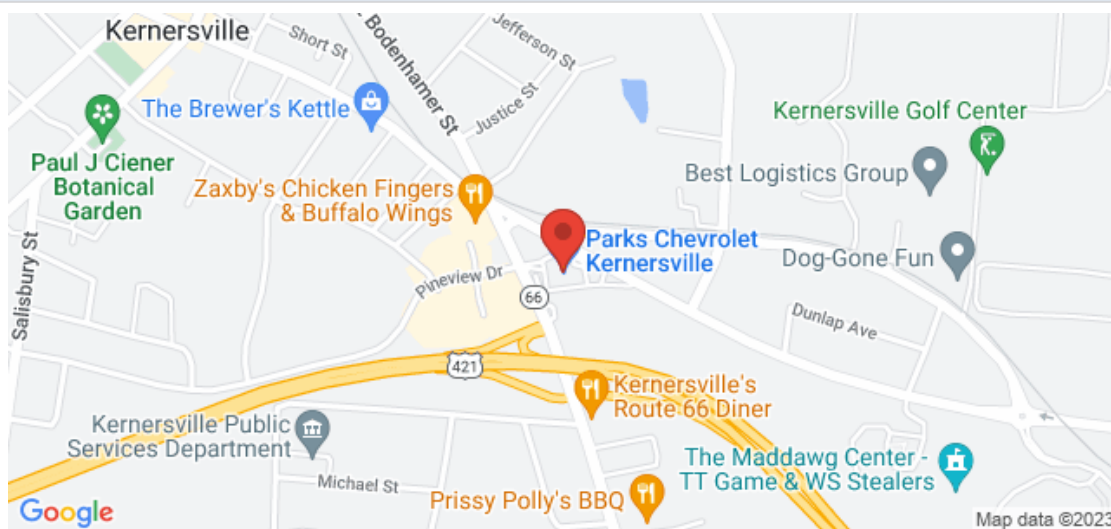 Kernersville
Short St
Bodenhamer St
Jefferson St
Justice St
The Brewer's Kettle
Kernersville Golf Center
Paul J Ciener
Botanical
Garden
Zaxby's Chicken Fingers
& Buffalo Wings
Best Logistics Group
Parks Chevrolet
Kernersville
Dog-Gone Fun
Salisbury St
Pineview Dr
66
Dunlap Ave
421
Kernersville's
Route 66 Diner
Kernersville Public
Services Department
The Maddawg Center -
TT Game & WS Stealers
Michael St
Prissy Polly's BBQ
Google
Map data ©2023